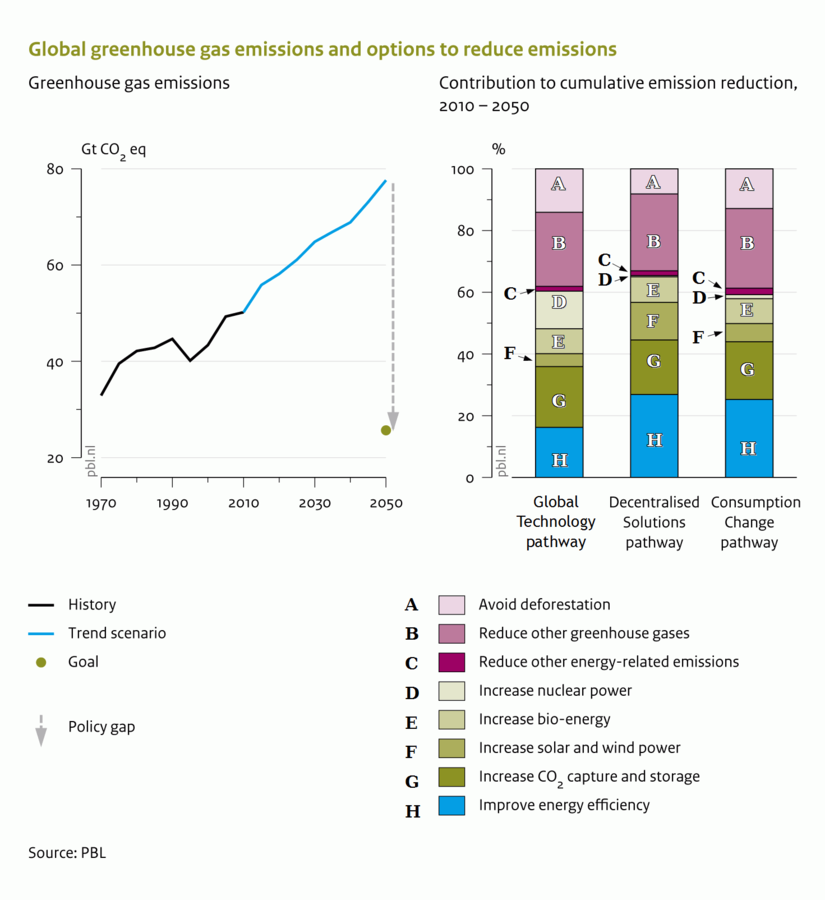 Global greenhouse gas emissions and options to reduce emissions
Greenhouse gas emissions
Gt CO2 eq
80
60
40
20
pbl.nl
1970 1990 2010 2030 2050
Contribution to cumulative emission reduction,
2010 – 2050
%
100
80
60
40
20
0
pbl.nl
A
B
C
D
E
F
G
H
A
B
C
D
E
F
G
H
A
B
C
D
E
F
G
H
Global
Technology
pathway
Decentralised
Solutions
pathway
Consumption
Change
pathway
History
Trend scenario
Goal
Policy gap
A Avoid deforestation
B Reduce other greenhouse gases
C Reduce other energy-related emissions
D Increase nuclear power
E Increase bio-energy
F Increase solar and wind power
G Increase CO2 capture and storage
H Improve energy efficiency
Source: PBL